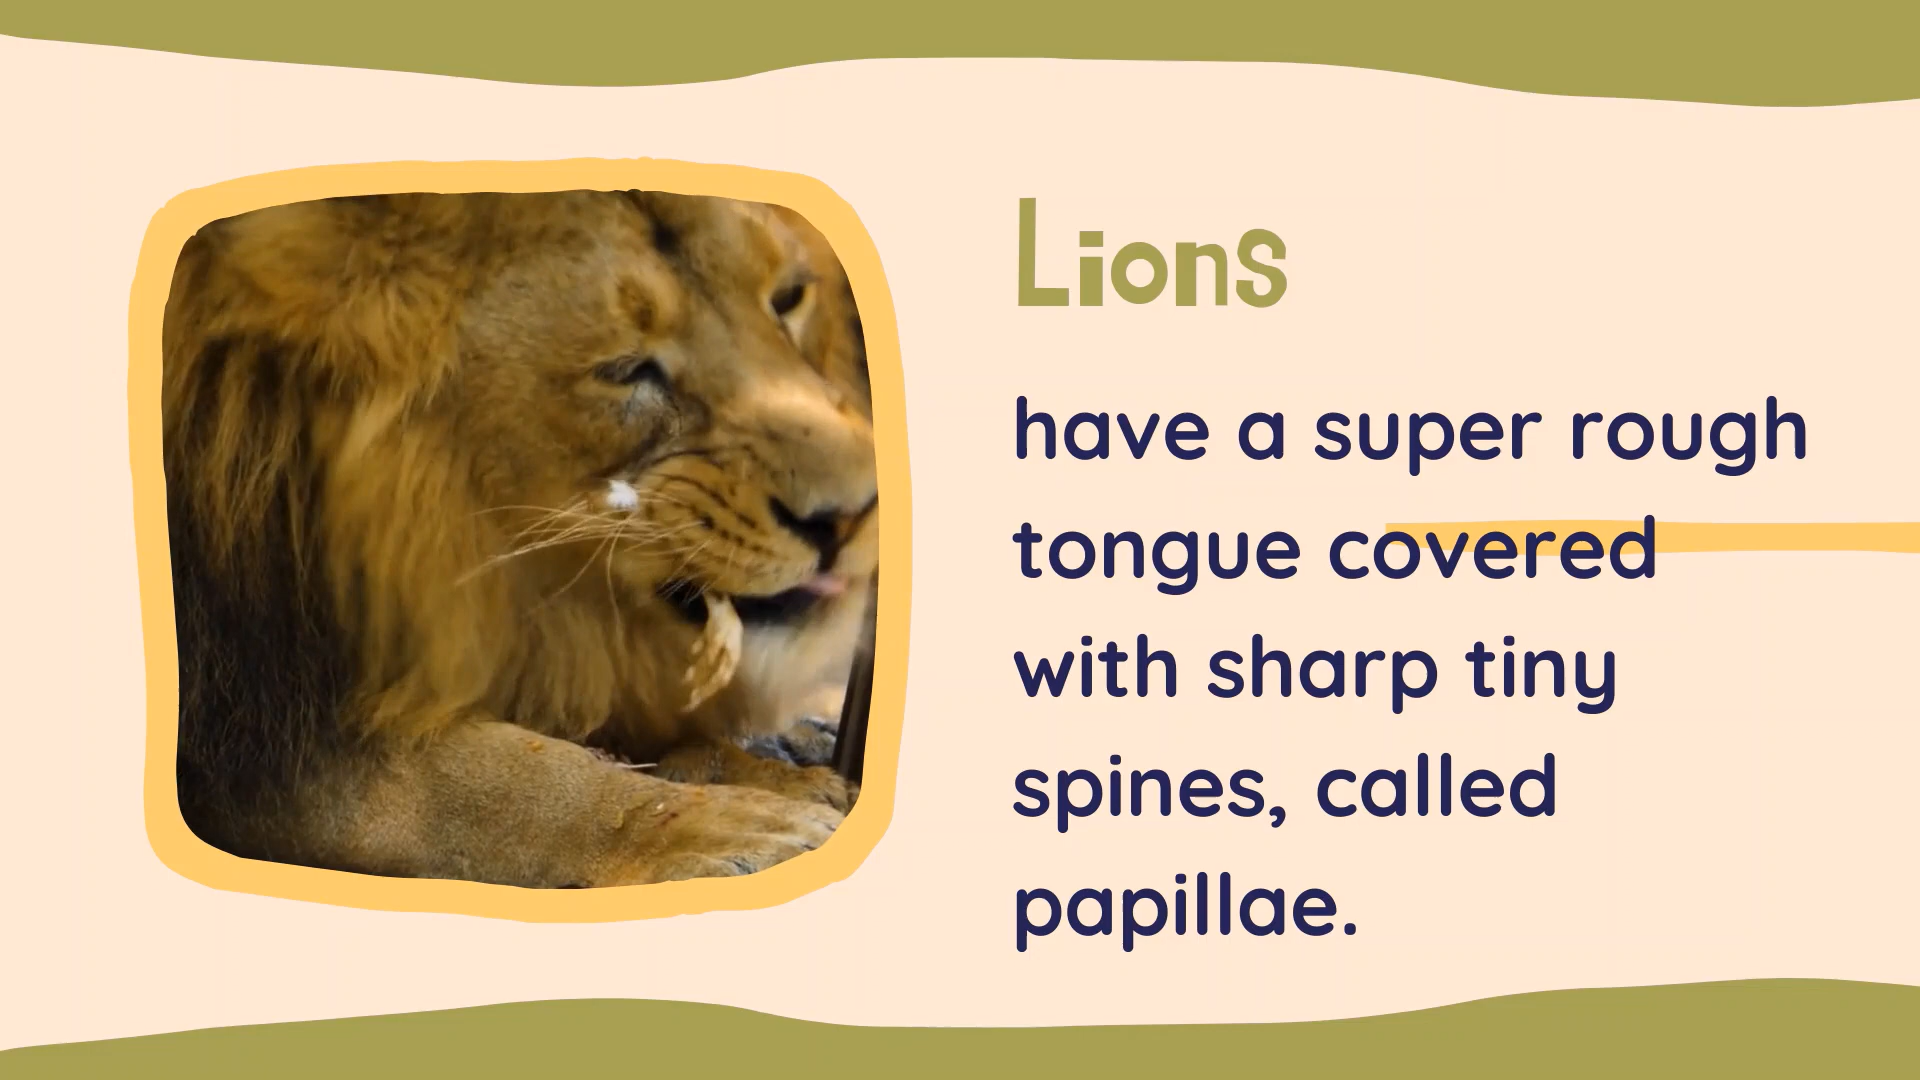 Lions
have a super rough
tongue covered
with sharp tiny
spines, called
papillae.